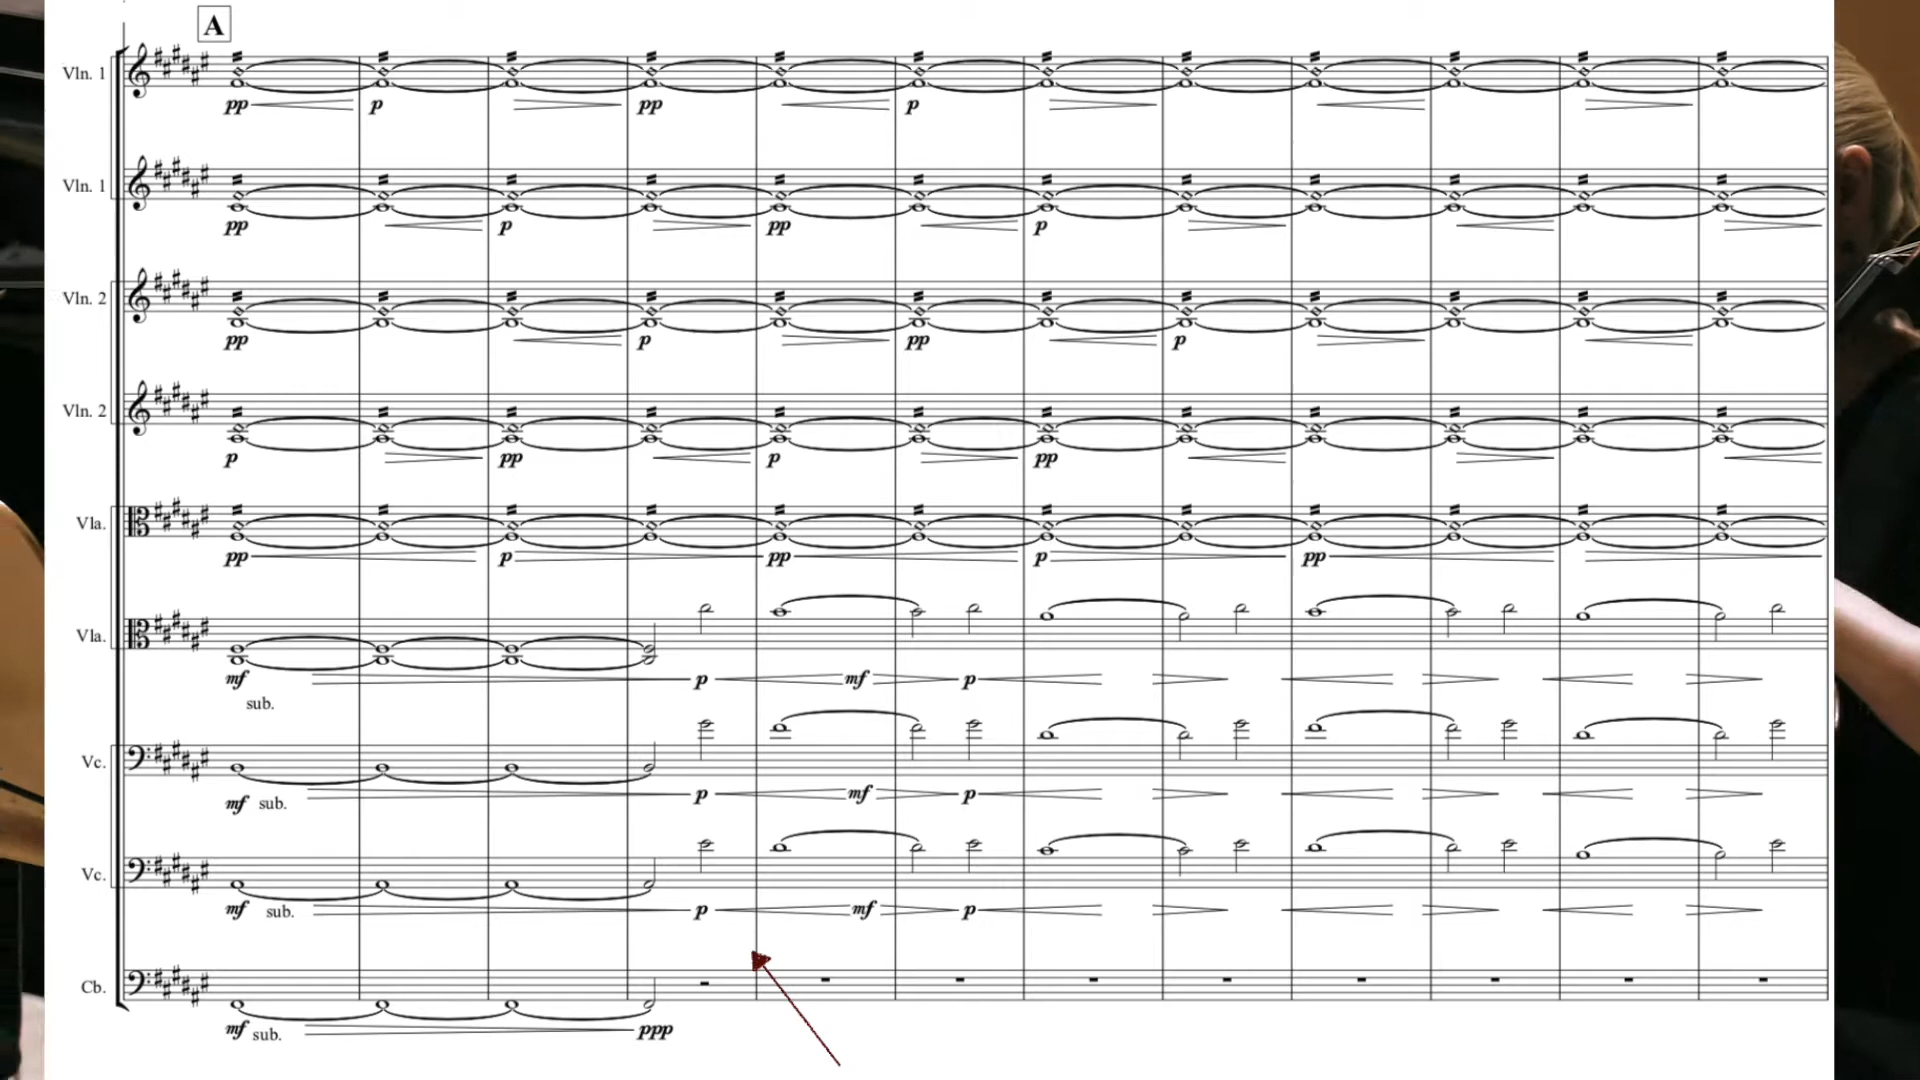 A
Vln. 1
pp p pp p
Vln. 1
pp p pp p
Vln. 2
pp p pp p
Vln. 2
p pp p pp
Vla.
pp p pp p pp
Vla.
mf p mf p
sub.
Vc.
mf sub. p mf p
Vc.
mf sub. p mf p
Cb.
mf sub. ppp